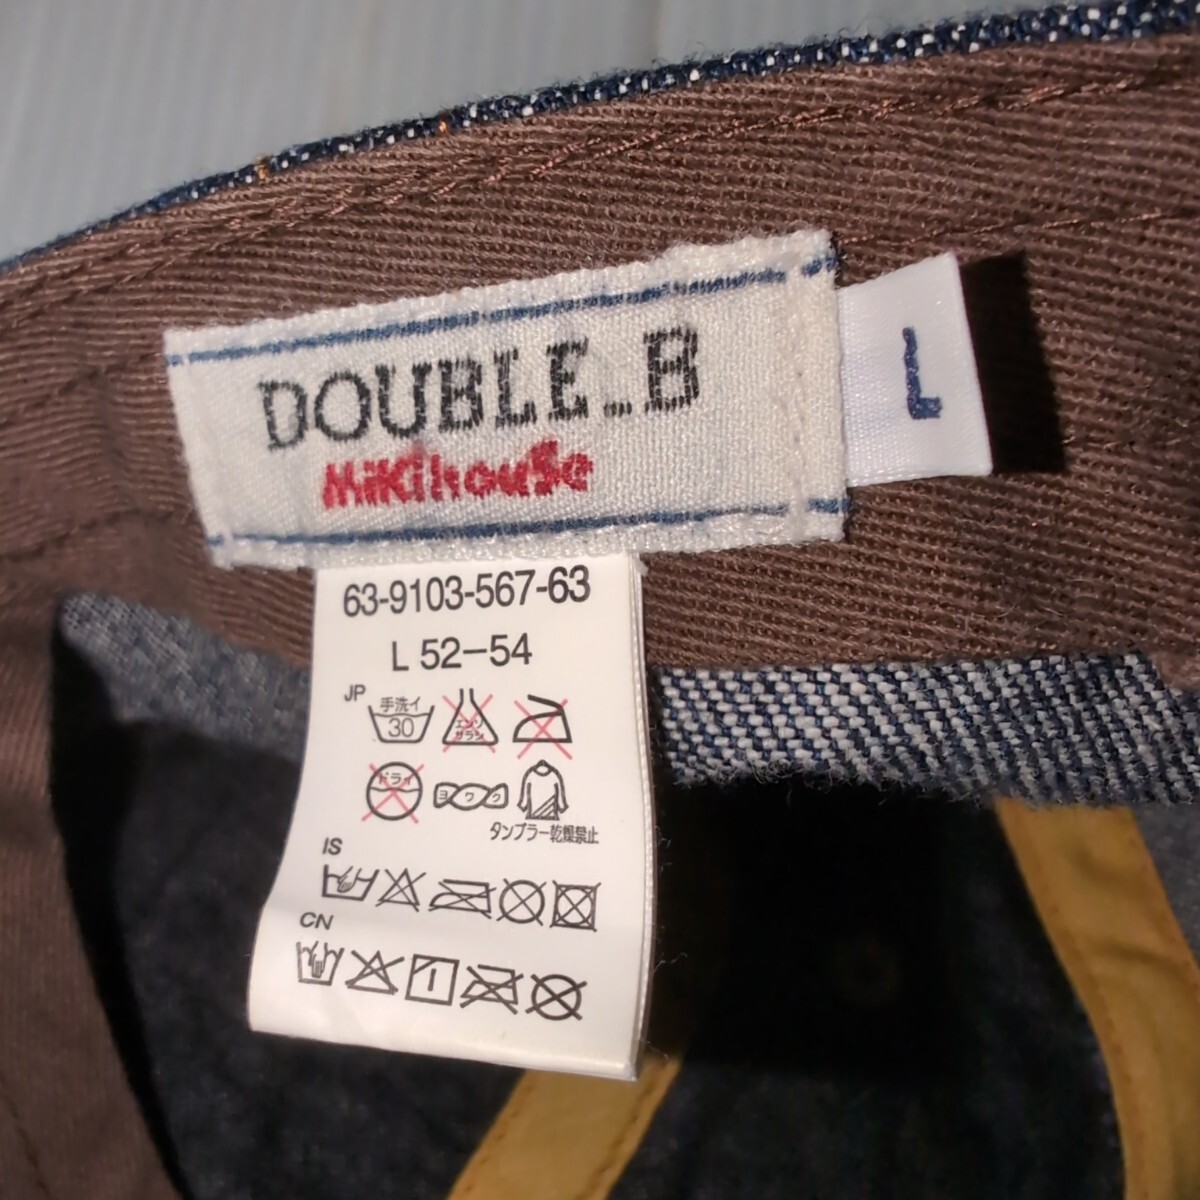 DOUBLE_B
mikihouse
L
63-9103-567-63
L 52-54
JP
手洗イ
30
エンソ
サラシ
ドライ
ヨワク
タンブラー乾燥禁止
IS
CN